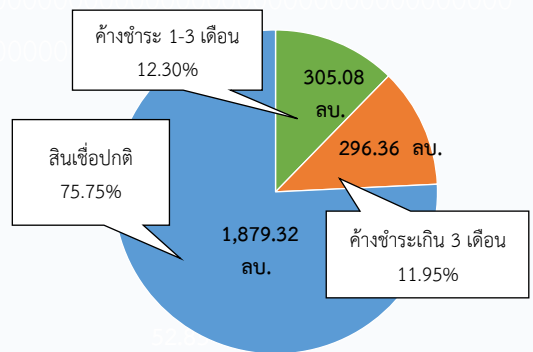 ค้างชำระ 1-3 เดือน
12.30%
305.08
ลบ.
296.36 ลบ.
สินเชื่อปกติ
75.75%
1,879.32
ลบ.
ค้างชำระเกิน 3 เดือน
11.95%